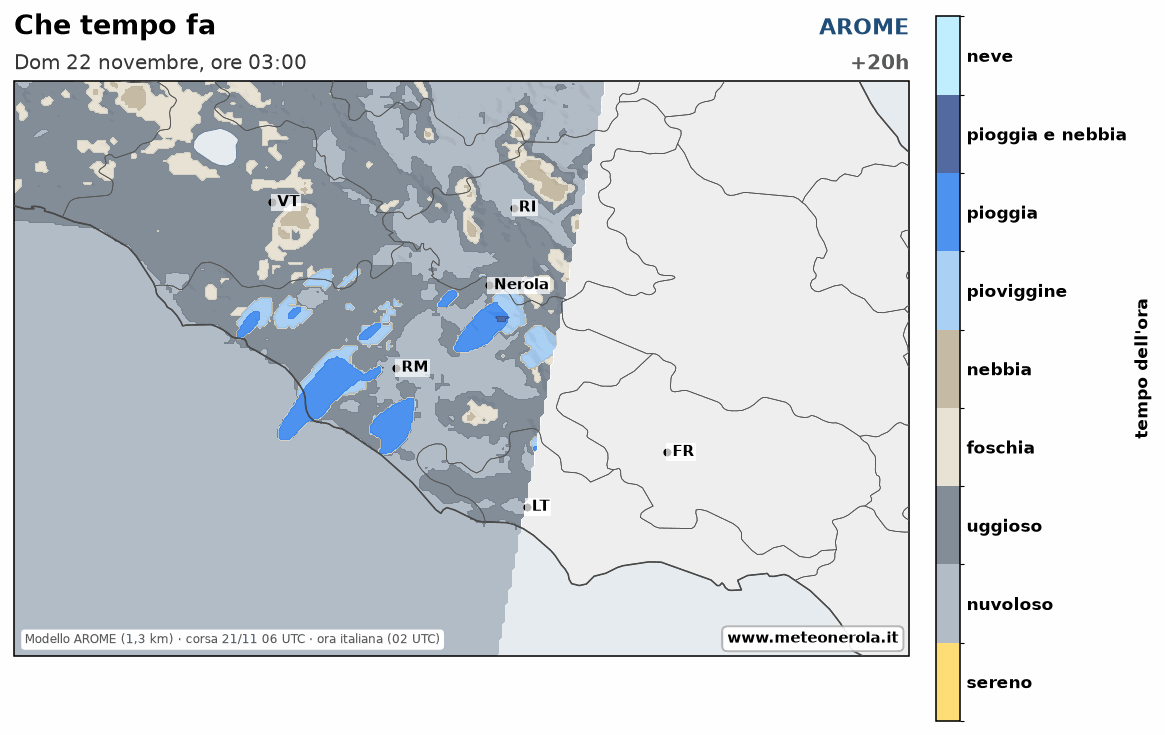 Che tempo fa
AROME
Dom 22 novembre, ore 03:00
+20h
VT
RI
Nerola
RM
FR
LT
Modello AROME (1,3 km) · corsa 21/11 06 UTC · ora italiana (02 UTC)
www.meteonerola.it
neve
pioggia e nebbia
pioggia
pioviggine
nebbia
foschia
uggioso
nuvoloso
sereno
tempo dell'ora